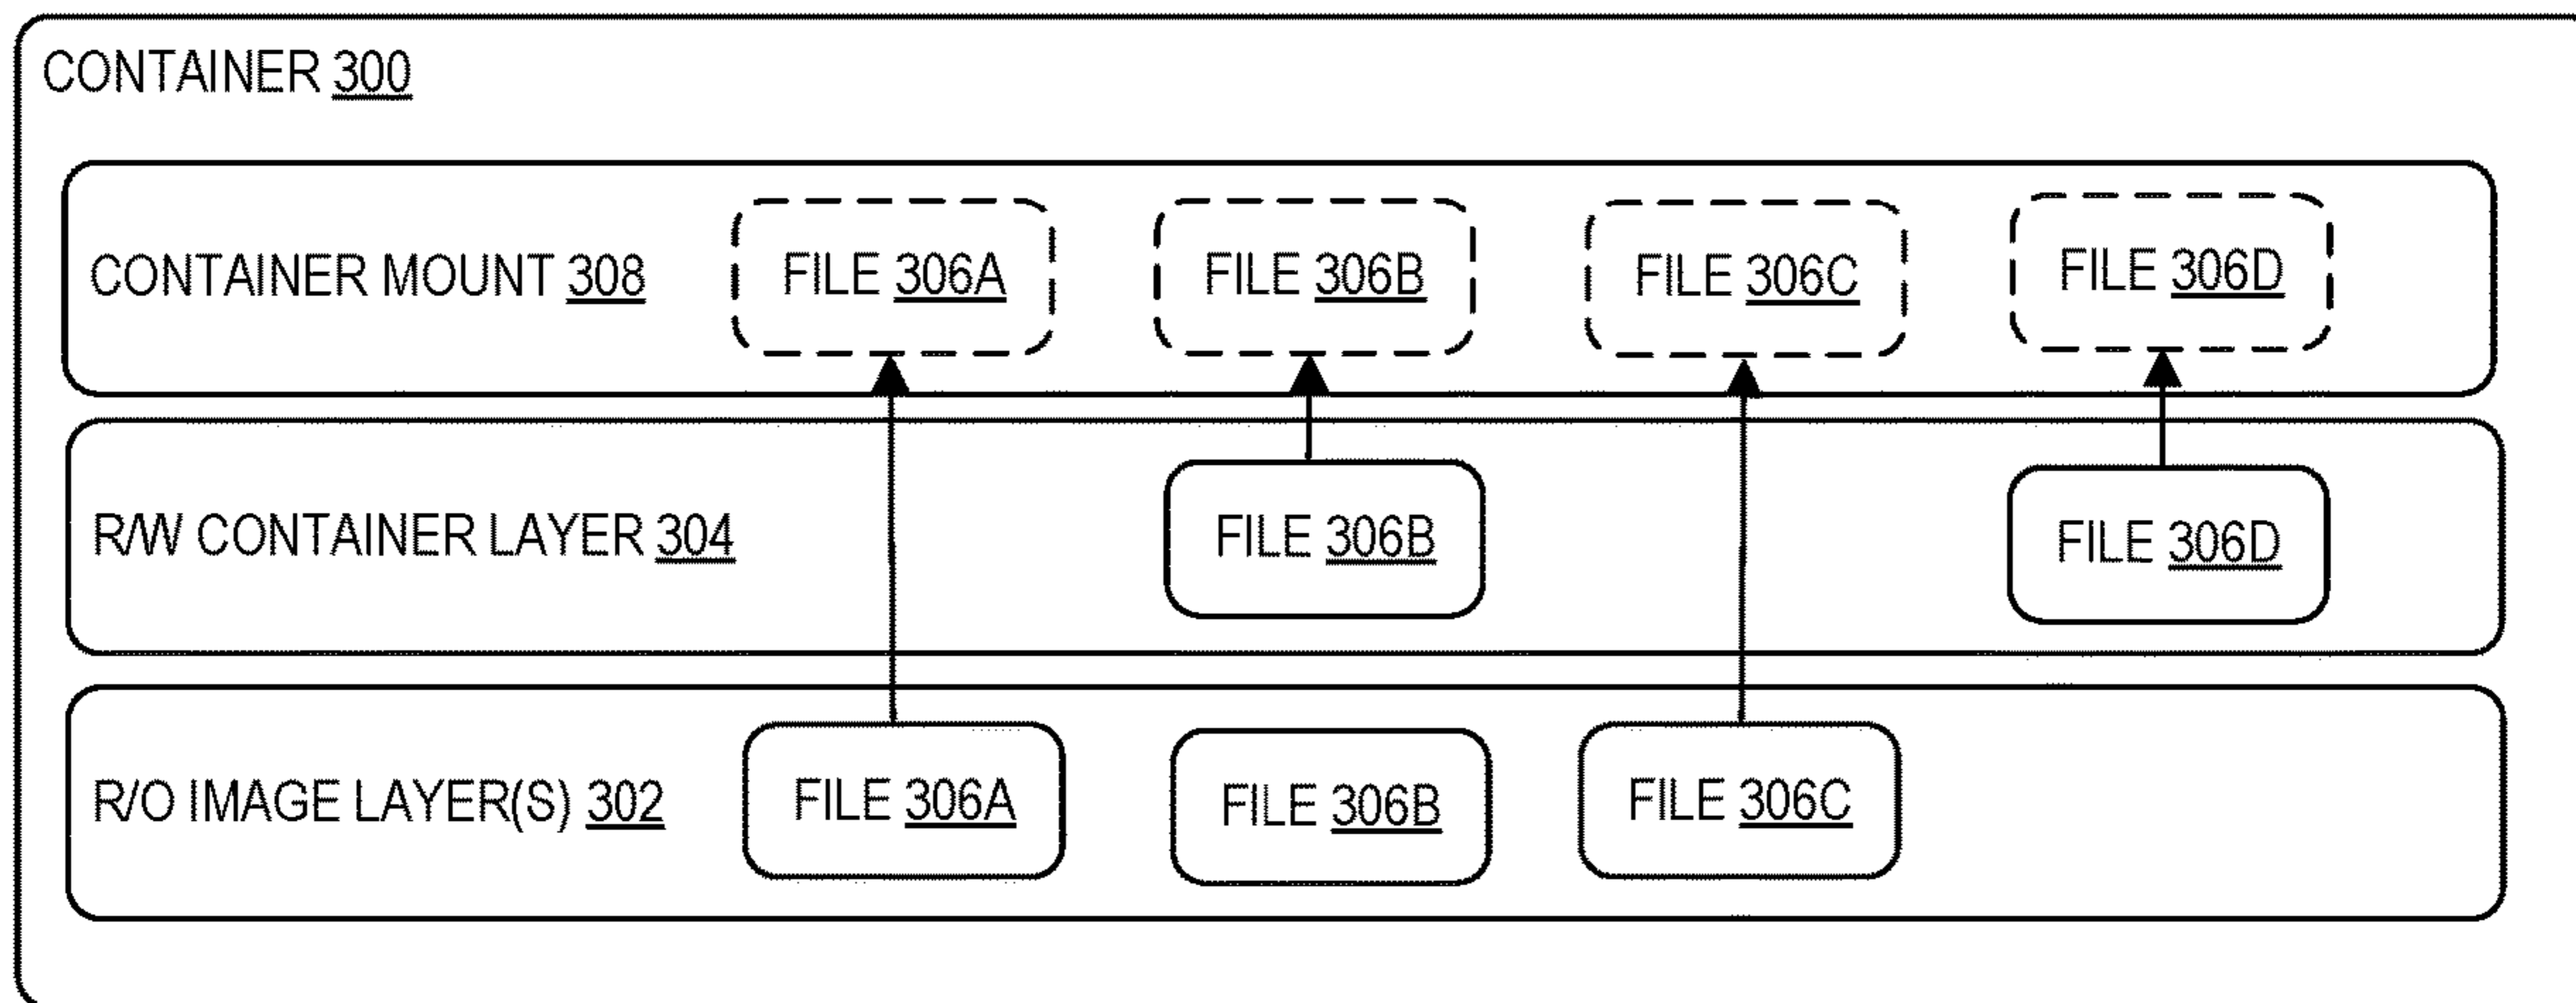 CONTAINER 300
CONTAINER MOUNT 308 FILE 306A FILE 306B FILE 306C FILE 306D
R/W CONTAINER LAYER 304 FILE 306B FILE 306D
R/O IMAGE LAYER(S) 302 FILE 306A FILE 306B FILE 306C